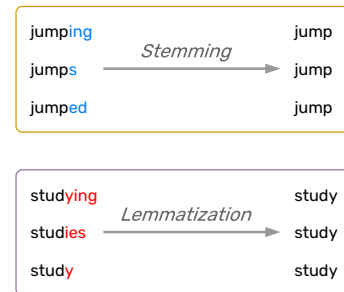 jumping jump
Stemming
jumps jump
jumped jump
studying study
Lemmatization
studies study
study study